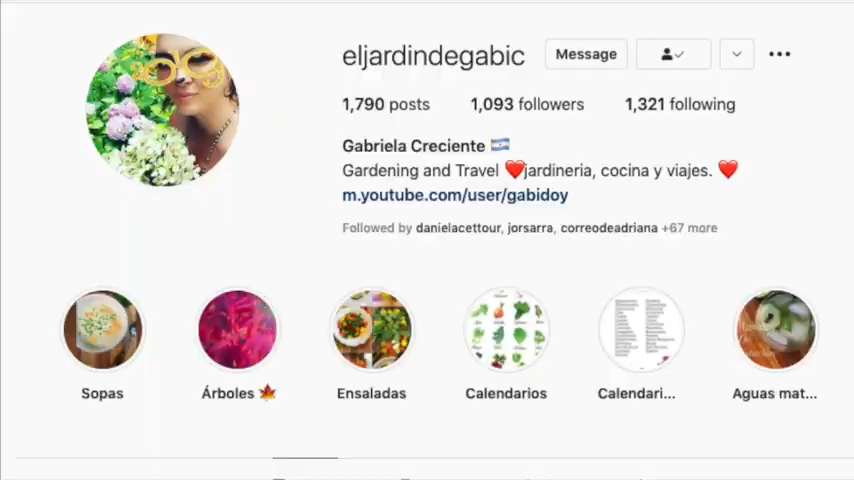 eljardindegabic Message
1,790 posts 1,093 followers 1,321 following
Gabriela Creciente 🇦🇷
Gardening and Travel ❤️jardineria, cocina y viajes. ❤️
m.youtube.com/user/gabidoy
Followed by danielacettour, jorsarra, correodeadriana +67 more
Sopas Árboles 🍁 Ensaladas Calendarios Calendari... Aguas mat...